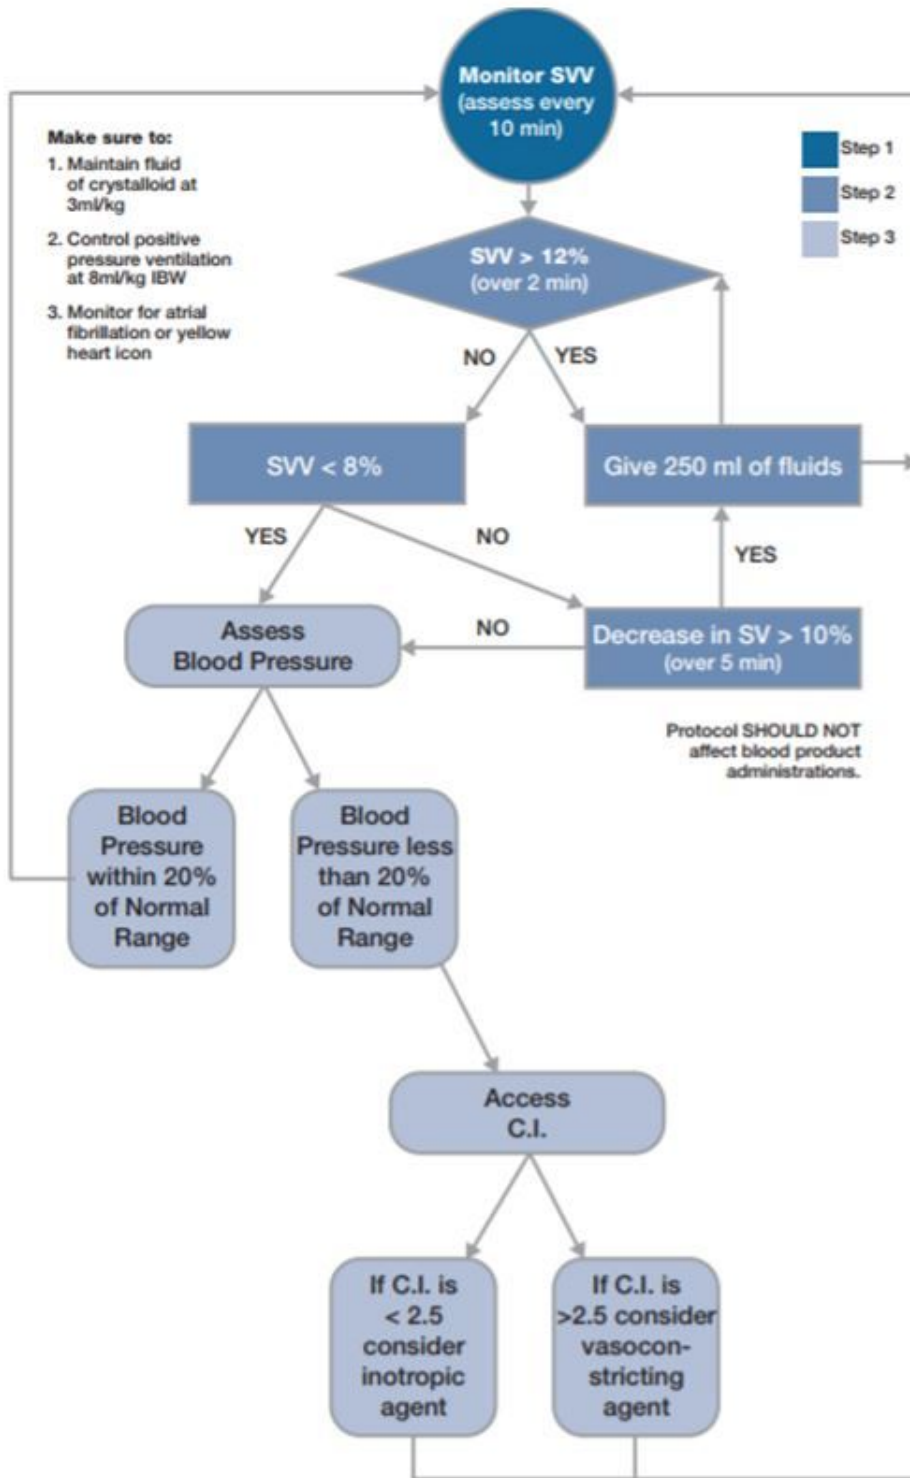 Monitor SVV
(assess every
10 min)
Make sure to:
1. Maintain fluid
of crystalloid at
3ml/kg
2. Control positive
pressure ventilation
at 8ml/kg IBW
3. Monitor for atrial
fibrillation or yellow
heart icon
Step 1
Step 2
Step 3
SVV > 12%
(over 2 min)
NO
YES
SVV < 8%
Give 250 ml of fluids
YES
NO
YES
Assess
Blood Pressure
NO
Decrease in SV > 10%
(over 5 min)
Protocol SHOULD NOT
affect blood product
administrations.
Blood
Pressure
within 20%
of Normal
Range
Blood
Pressure less
than 20%
of Normal
Range
Access
C.I.
If C.I. is
< 2.5
consider
inotropic
agent
If C.I. is
>2.5 consider
vasocon-
stricting
agent